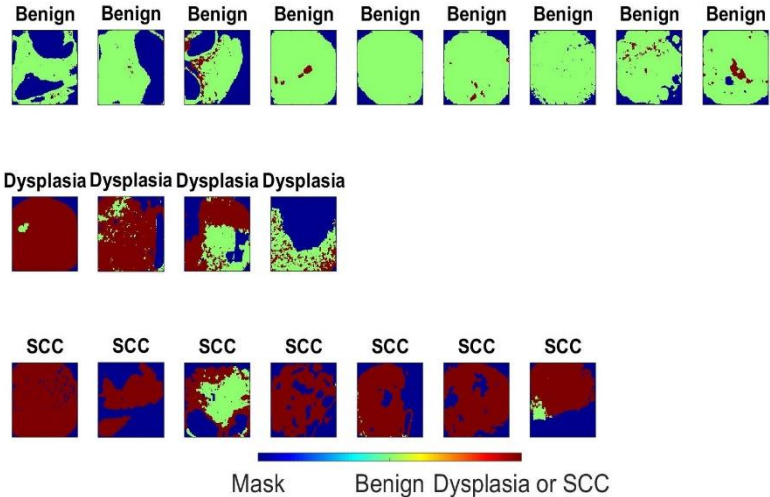 Benign Benign Benign Benign Benign Benign Benign Benign Benign
Dysplasia Dysplasia Dysplasia Dysplasia
SCC SCC SCC SCC SCC SCC SCC
Mask Benign Dysplasia or SCC